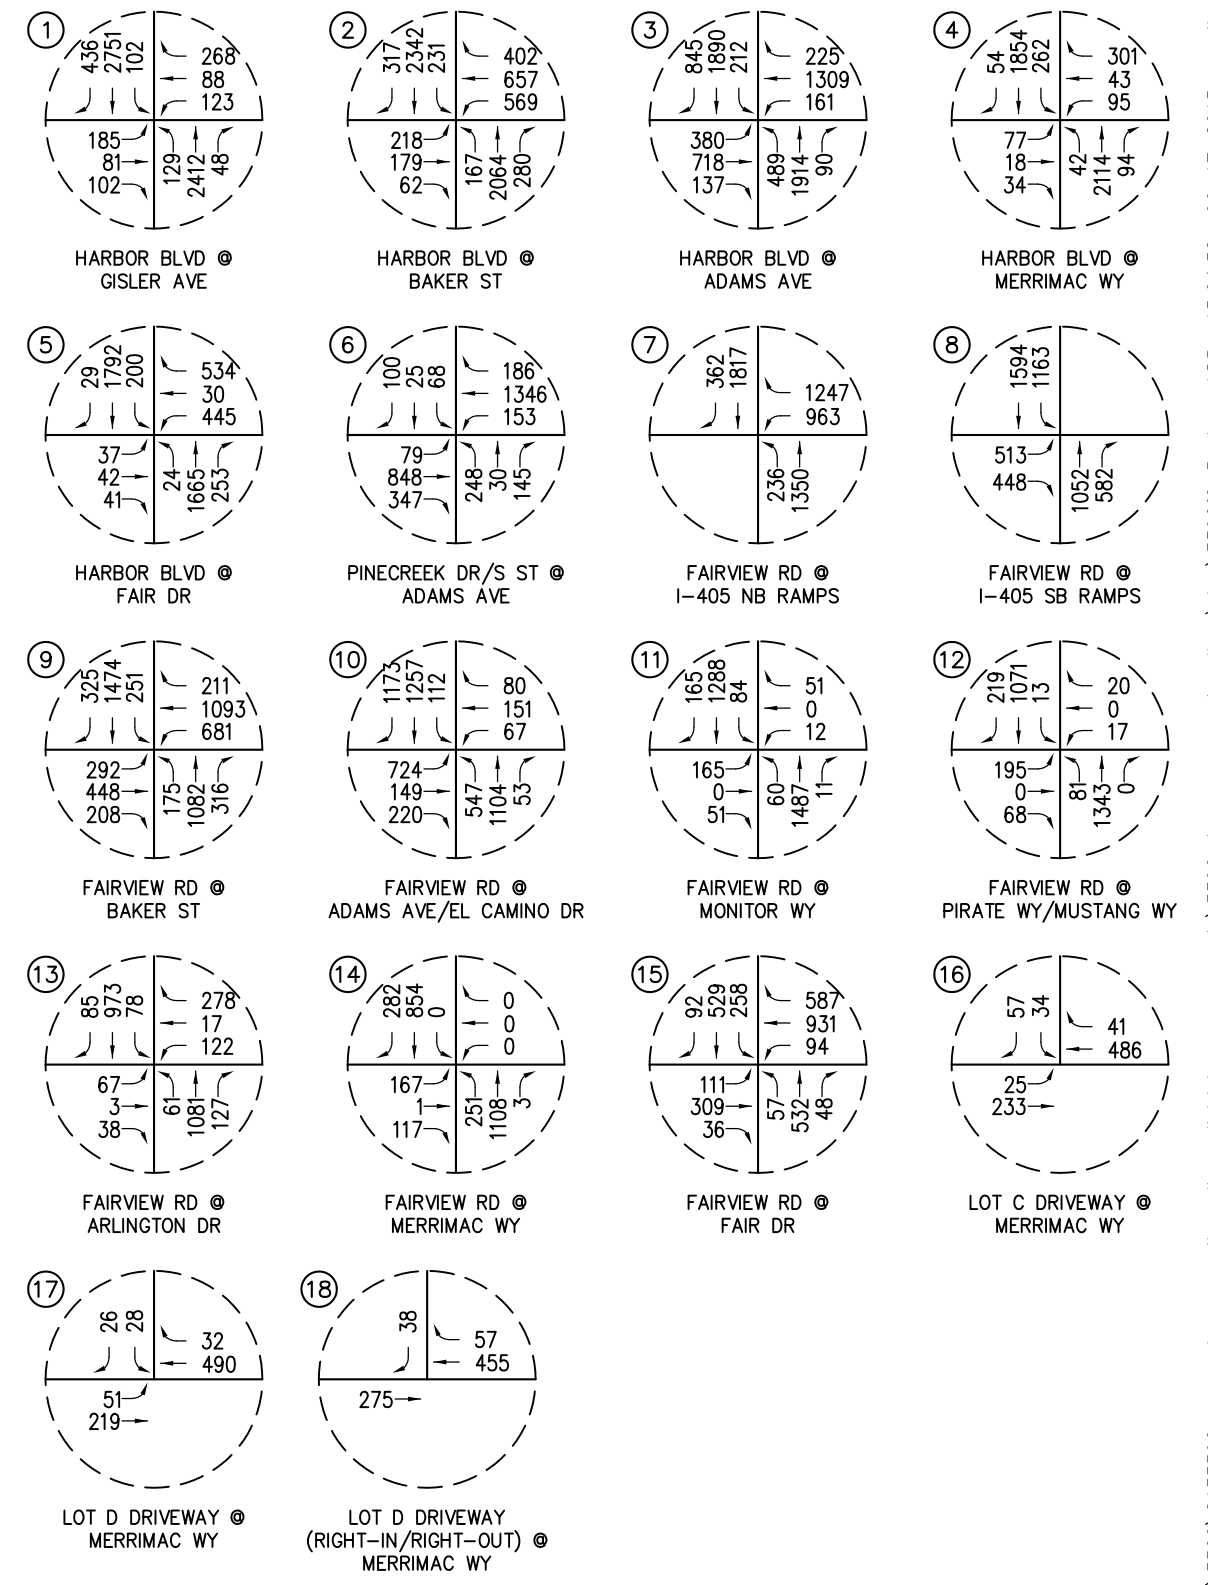 1
436 2751 102
268
88
123
185
81
102
129 2412 48
HARBOR BLVD @
GISLER AVE
2
317 2342 231
402
657
569
218
179
62
167 2064 280
HARBOR BLVD @
BAKER ST
3
845 1890 212
225
1309
161
380
718
137
489 1914 90
HARBOR BLVD @
ADAMS AVE
4
54 1854 262
301
43
95
77
18
34
42 2114 94
HARBOR BLVD @
MERRIMAC WY
5
29 1792 200
534
30
445
37
42
41
24 1665 253
HARBOR BLVD @
FAIR DR
6
100 25 68
186
1346
153
79
848
347
248 30 145
PINECREEK DR/S ST @
ADAMS AVE
7
362 1817
1247
963
236 1350
FAIRVIEW RD @
I-405 NB RAMPS
8
1594 1163
513
448
1052 582
FAIRVIEW RD @
I-405 SB RAMPS
9
325 1474 251
211
1093
681
292
448
208
175 1082 316
FAIRVIEW RD @
BAKER ST
10
1173 1257 112
80
151
67
724
149
220
547 1104 53
FAIRVIEW RD @
ADAMS AVE/EL CAMINO DR
11
165 1288 84
51
0
12
165
0
51
60 1487 11
FAIRVIEW RD @
MONITOR WY
12
219 1071 13
20
0
17
195
0
68
81 1343 0
FAIRVIEW RD @
PIRATE WY/MUSTANG WY
13
85 973 78
278
17
122
67
3
38
61 1081 127
FAIRVIEW RD @
ARLINGTON DR
14
282 854 0
0
0
0
167
1
117
251 1108 3
FAIRVIEW RD @
MERRIMAC WY
15
92 529 258
587
931
94
111
309
36
57 532 48
FAIRVIEW RD @
FAIR DR
16
57 34
41
486
25
233
LOT C DRIVEWAY @
MERRIMAC WY
17
26 28
32
490
51
219
LOT D DRIVEWAY @
MERRIMAC WY
18
38
57
455
275
LOT D DRIVEWAY
(RIGHT-IN/RIGHT-OUT) @
MERRIMAC WY